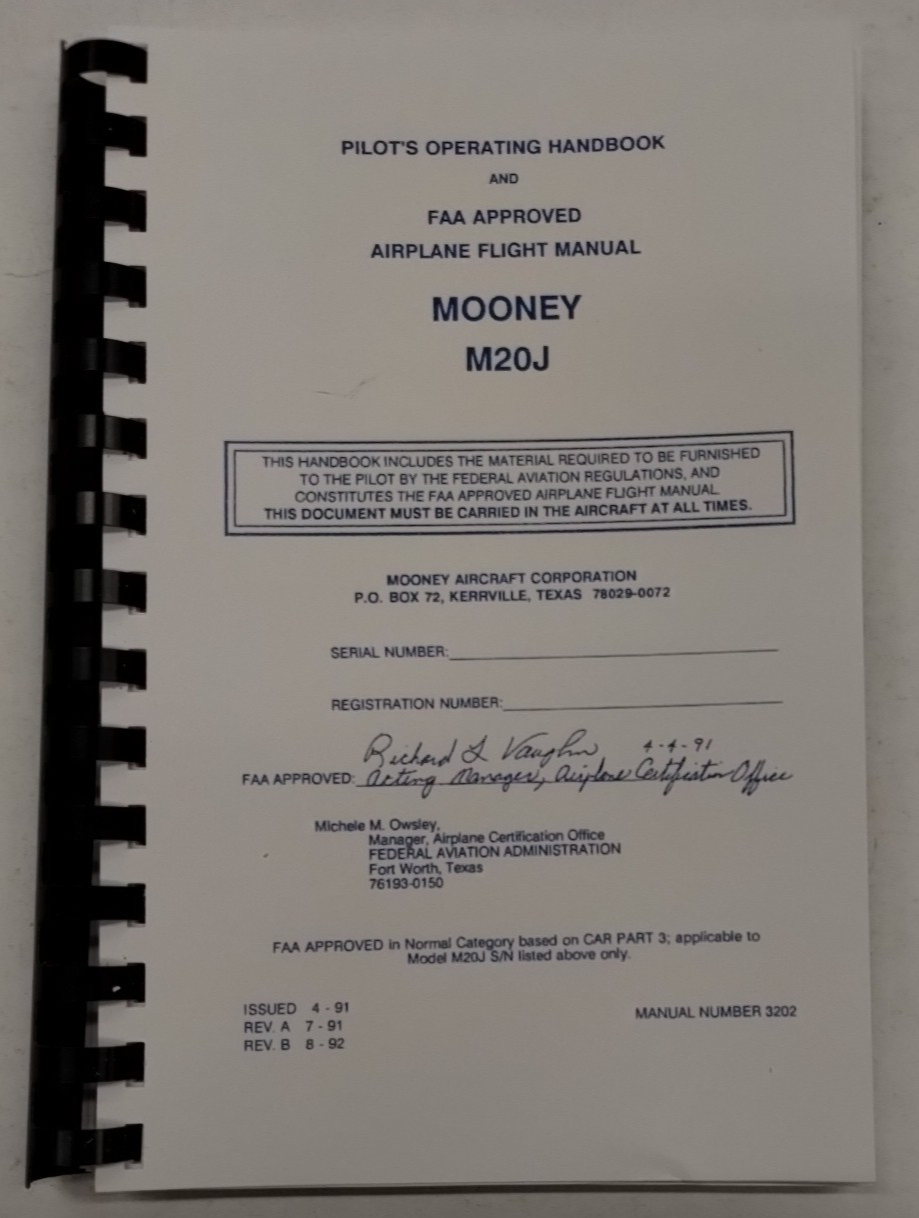 PILOT'S OPERATING HANDBOOK
AND
FAA APPROVED
AIRPLANE FLIGHT MANUAL
MOONEY
M20J
THIS HANDBOOK INCLUDES THE MATERIAL REQUIRED TO BE FURNISHED
TO THE PILOT BY THE FEDERAL AVIATION REGULATIONS, AND
CONSTITUTES THE FAA APPROVED AIRPLANE FLIGHT MANUAL.
THIS DOCUMENT MUST BE CARRIED IN THE AIRCRAFT AT ALL TIMES.
MOONEY AIRCRAFT CORPORATION
P.O. BOX 72, KERRVILLE, TEXAS 78029-0072
SERIAL NUMBER:
REGISTRATION NUMBER:
Richard L Vaughn 4-4-91
FAA APPROVED: Acting Manager, Airplane Certification Office
Michele M. Owsley,
Manager, Airplane Certification Office
FEDERAL AVIATION ADMINISTRATION
Fort Worth, Texas
76193-0150
FAA APPROVED in Normal Category based on CAR PART 3; applicable to
Model M20J S/N listed above only.
ISSUED 4 - 91
REV. A 7 - 91
REV. B 8 - 92
MANUAL NUMBER 3202